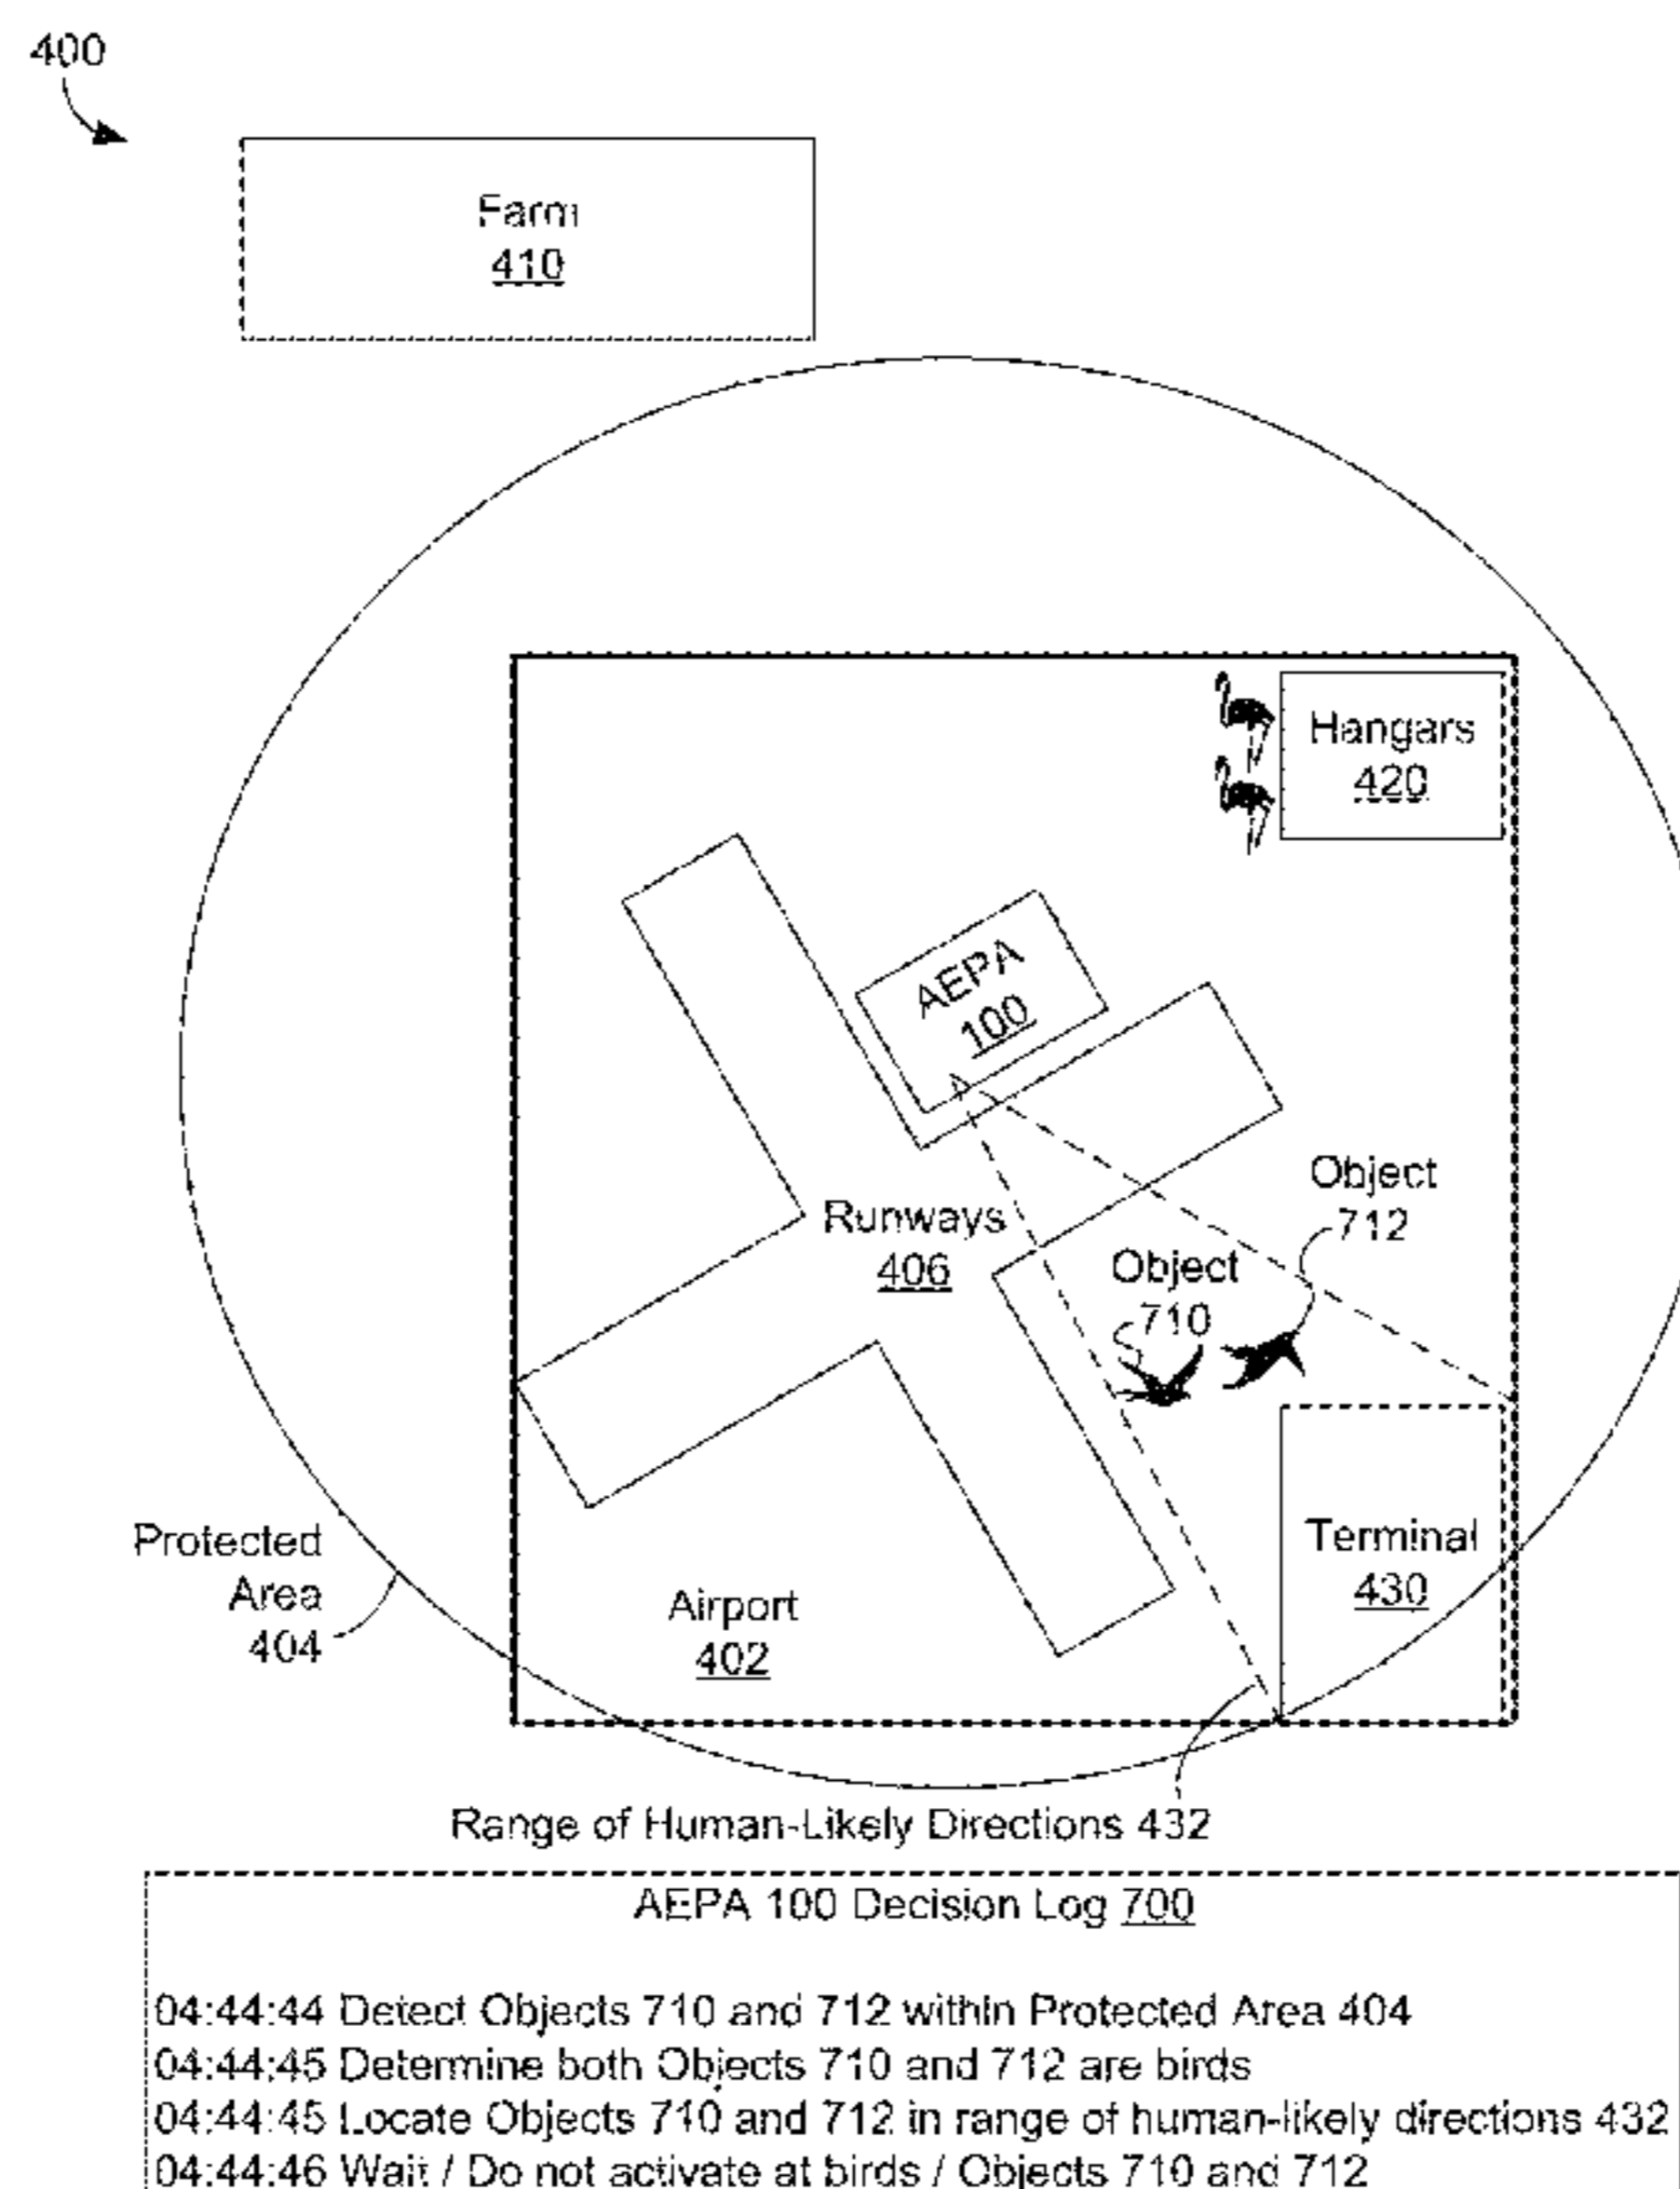 400
Farm
410
Hangars
420
AEPA
100
Object
712
Runways
406
Object
710
Protected
Area
404
Terminal
430
Airport
402
Range of Human-Likely Directions 432
AEPA 100 Decision Log 700
04:44:44 Detect Objects 710 and 712 within Protected Area 404
04:44:45 Determine both Objects 710 and 712 are birds
04:44:45 Locate Objects 710 and 712 in range of human-likely directions 432
04:44:46 Wait / Do not activate at birds / Objects 710 and 712